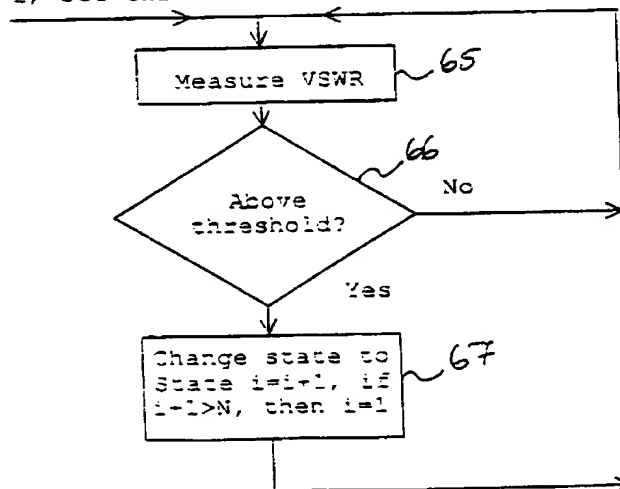 Measure VSWR
65
66
Above
threshold?
No
Yes
Change state to
State i=i+1, if
i+1>N, then i=1
67